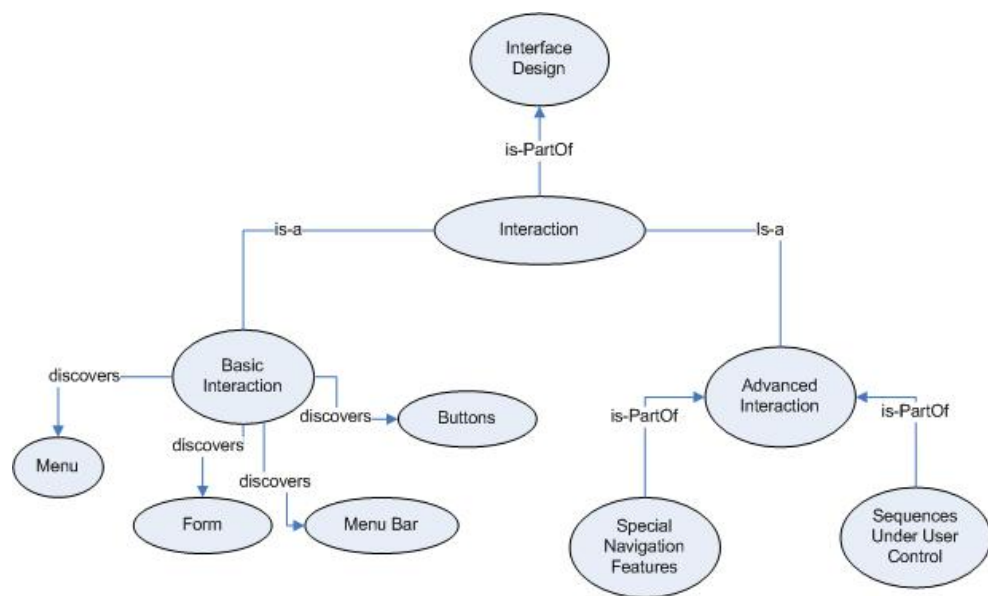 Interface
Design
is-PartOf
Interaction
is-a
Is-a
Basic
Interaction
discovers
Menu
discovers
Form
discovers
Menu Bar
discovers
Buttons
Advanced
Interaction
is-PartOf
is-PartOf
Special
Navigation
Features
Sequences
Under User
Control